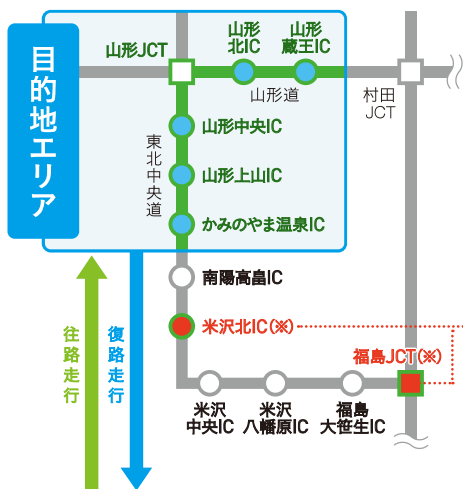 目的地エリア
山形JCT
山形
北IC
山形
蔵王IC
山形道
村田
JCT
東北中央道
山形中央IC
山形上山IC
かみのやま温泉IC
南陽高畠IC
米沢北IC(※)
福島JCT(※)
往路走行
復路走行
米沢
中央IC
米沢
八幡原IC
福島
大笹生IC